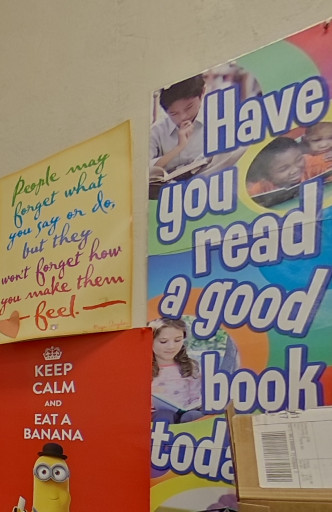 People may
forget what
you say or do,
but they
won't forget how
you make them
feel.
KEEP
CALM
AND
EAT A
BANANA
Have
you
read
a good
book